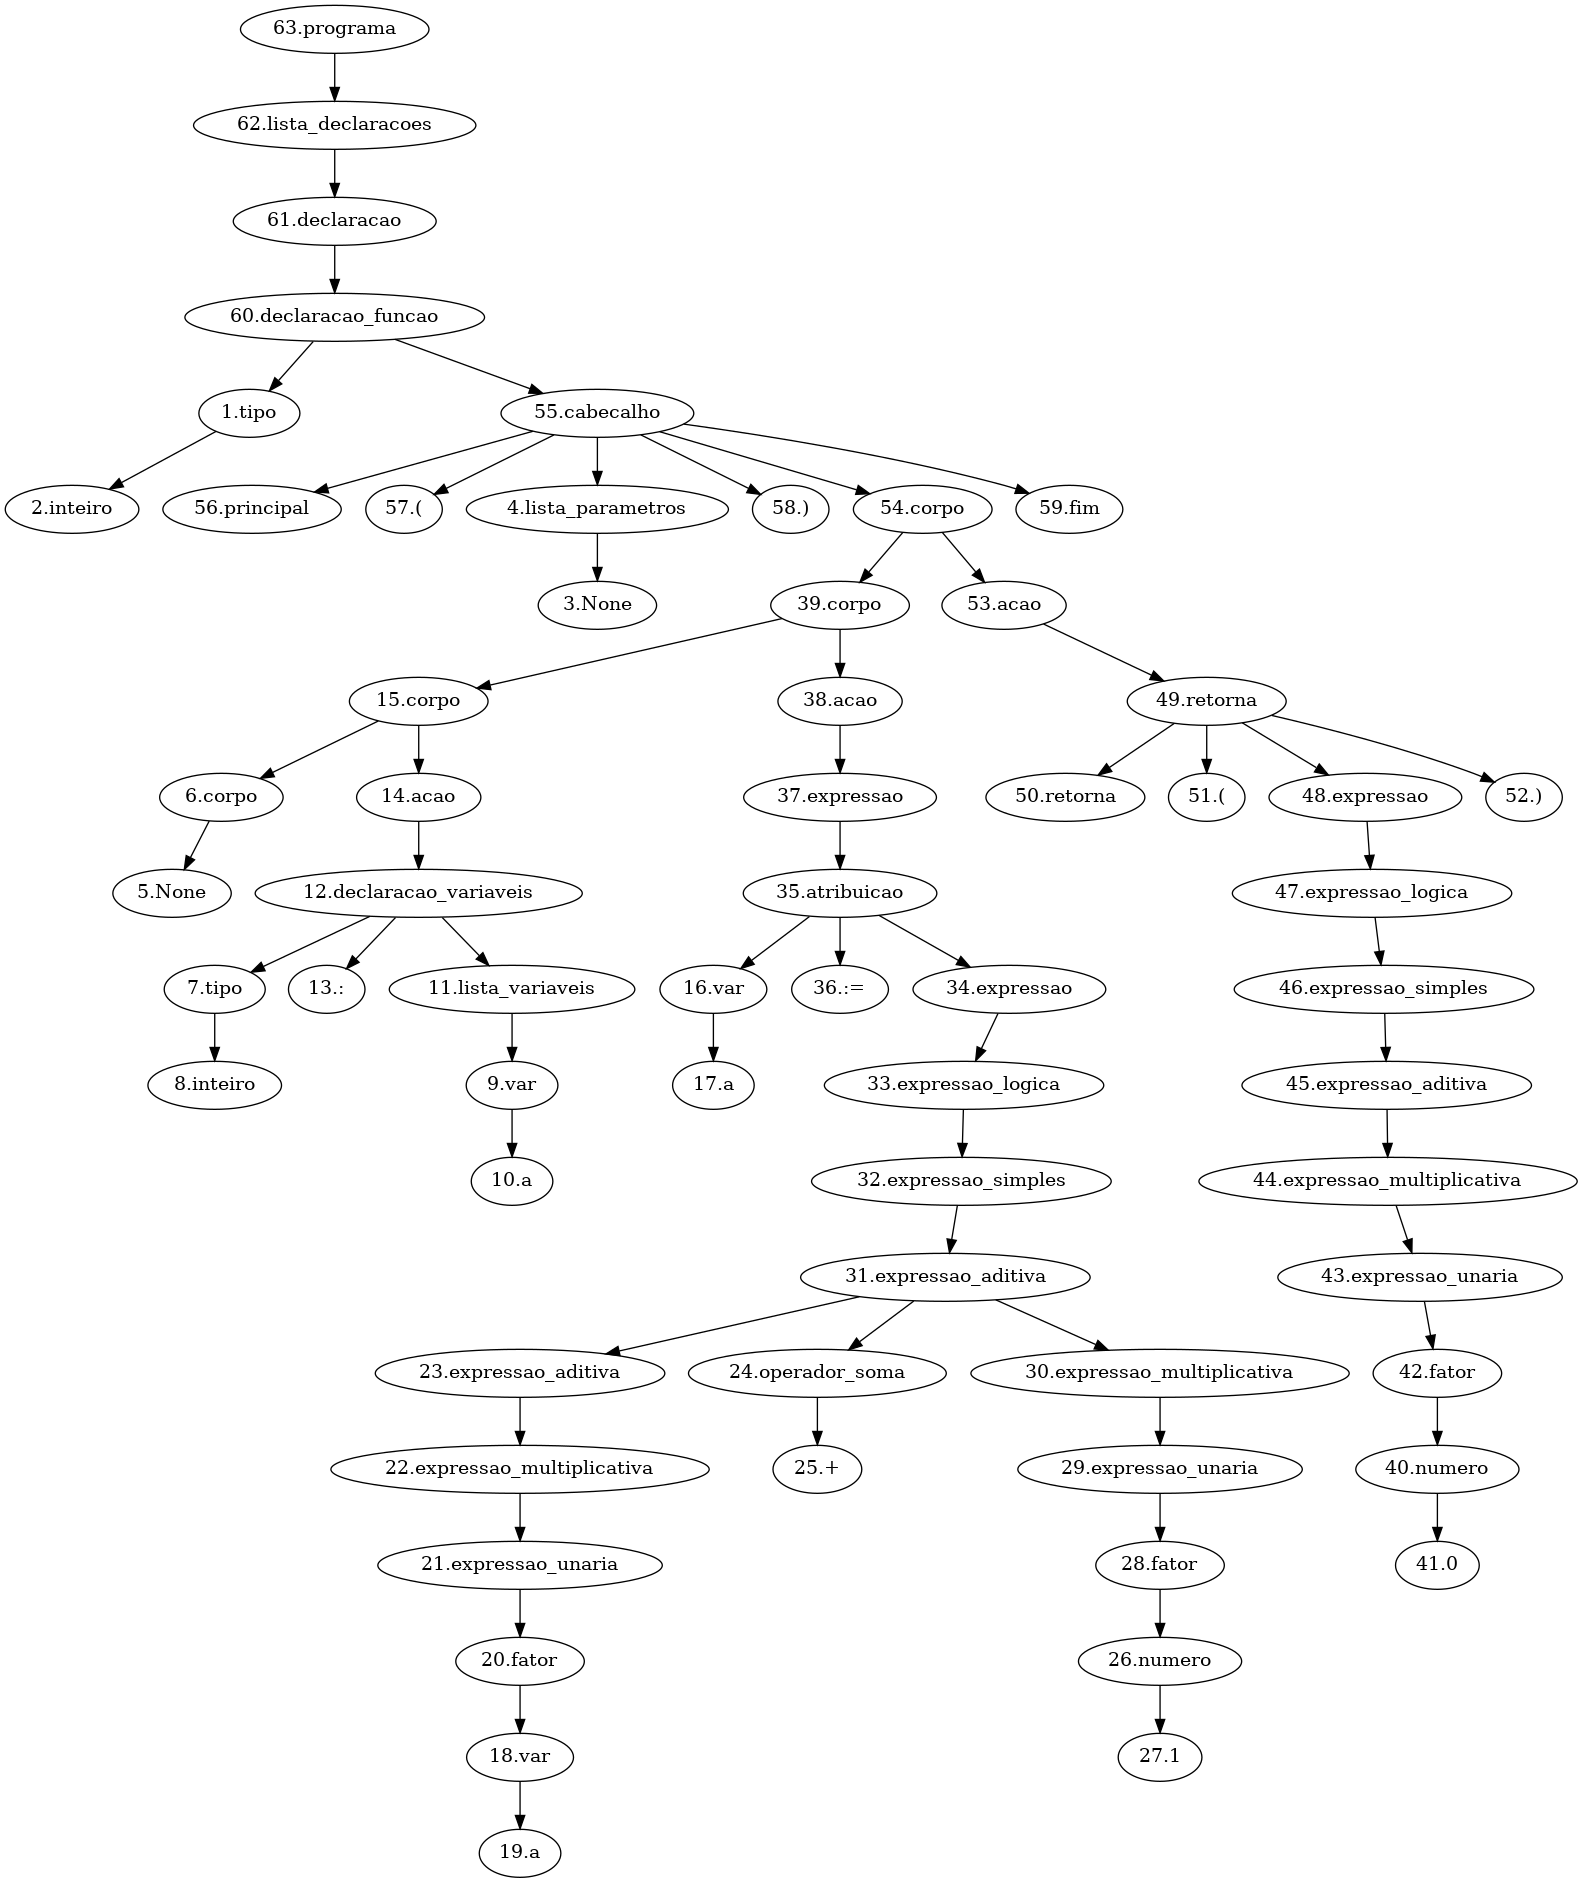 63.programa
62.lista_declaracoes
61.declaracao
60.declaracao_funcao
1.tipo
55.cabecalho
2.inteiro
56.principal
57.(
4.lista_parametros
58.)
54.corpo
59.fim
3.None
39.corpo
53.acao
15.corpo
38.acao
49.retorna
6.corpo
14.acao
37.expressao
50.retorna
51.(
48.expressao
52.)
5.None
12.declaracao_variaveis
35.atribuicao
47.expressao_logica
7.tipo
13.:
11.lista_variaveis
16.var
36.:=
34.expressao
46.expressao_simples
8.inteiro
9.var
17.a
33.expressao_logica
45.expressao_aditiva
10.a
32.expressao_simples
44.expressao_multiplicativa
31.expressao_aditiva
43.expressao_unaria
23.expressao_aditiva
24.operador_soma
30.expressao_multiplicativa
42.fator
22.expressao_multiplicativa
25.+
29.expressao_unaria
40.numero
21.expressao_unaria
28.fator
41.0
20.fator
26.numero
18.var
27.1
19.a